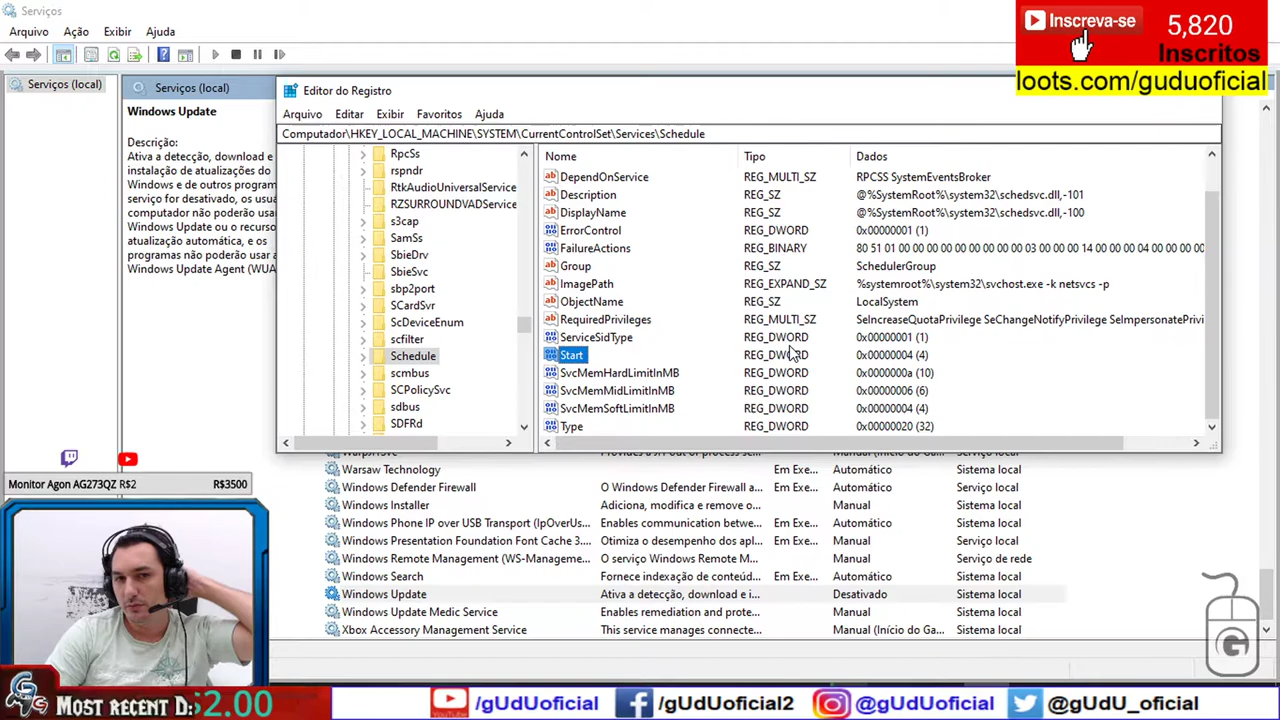 Serviços
Arquivo Ação Exibir Ajuda
Inscreva-se
5,820
Inscritos
loots.com/guduoficial
Serviços (local)
Serviços (local)
Windows Update
Descrição:
Ativa a detecção, download e
instalação de atualizações do
Windows e de outros program
serviço for desativado, os usua
computador não poderão usa
Windows Update ou o recurso
atualização automática, e os
programas não poderão usar a
Windows Update Agent (WUA
Editor do Registro
Arquivo Editar Exibir Favoritos Ajuda
Computador\HKEY_LOCAL_MACHINE\SYSTEM\CurrentControlSet\Services\Schedule
RpcSs
rspndr
RtkAudioUniversalService
RZSURROUNDVADService
s3cap
SamSs
SbieDrv
SbieSvc
sbp2port
SCardSvr
ScDeviceEnum
scfilter
Schedule
scmbus
SCPolicySvc
sdbus
SDFRd
Nome Tipo Dados
DependOnService REG_MULTI_SZ RPCSS SystemEventsBroker
Description REG_SZ @%SystemRoot%\system32\schedsvc.dll,-101
DisplayName REG_SZ @%SystemRoot%\system32\schedsvc.dll,-100
ErrorControl REG_DWORD 0x00000001 (1)
FailureActions REG_BINARY 80 51 01 00 00 00 00 00 00 00 00 00 03 00 00 00 14 00 00 00 04 00 00 00
Group REG_SZ SchedulerGroup
ImagePath REG_EXPAND_SZ %systemroot%\system32\svchost.exe -k netsvcs -p
ObjectName REG_SZ LocalSystem
RequiredPrivileges REG_MULTI_SZ SeIncreaseQuotaPrivilege SeChangeNotifyPrivilege SeImpersonatePrivi
ServiceSidType REG_DWORD 0x00000001 (1)
Start REG_DWORD 0x00000004 (4)
SvcMemHardLimitInMB REG_DWORD 0x0000000a (10)
SvcMemMidLimitInMB REG_DWORD 0x00000006 (6)
SvcMemSoftLimitInMB REG_DWORD 0x00000004 (4)
Type REG_DWORD 0x00000020 (32)
Warsaw Technology Em Exe... Automático Sistema local
Windows Defender Firewall O Windows Defender Firewall a... Em Exe... Automático Serviço local
Windows Installer Adiciona, modifica e remove o... Manual Sistema local
Windows Phone IP over USB Transport (IpOverUs... Enables communication betwe... Em Exe... Automático Sistema local
Windows Presentation Foundation Font Cache 3.... Otimiza o desempenho dos apl... Em Exe... Manual Serviço local
Windows Remote Management (WS-Manageme... O serviço Windows Remote M... Manual Serviço de rede
Windows Search Fornece indexação de conteúd... Em Exe... Automático Sistema local
Windows Update Ativa a detecção, download e i... Desativado Sistema local
Windows Update Medic Service Enables remediation and prote... Manual Sistema local
Xbox Accessory Management Service This service manages connecte... Manual (Início do Ga... Sistema local
Monitor Agon AG273QZ R$2 R$3500
G
Most recent D: $2.00
/gUdUoficial
/gUdUoficial2
@gUdUoficial
@gUdU_oficial